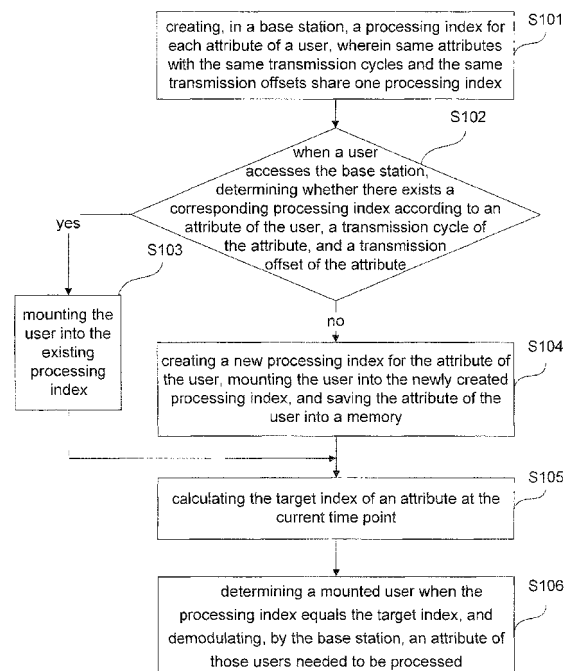 creating, in a base station, a processing index for
each attribute of a user, wherein same attributes
with the same transmission cycles and the same
transmission offsets share one processing index
S101
S102
when a user
accesses the base station,
determining whether there exists a
corresponding processing index according to an
attribute of the user, a transmission cycle of
the attribute, and a transmission
offset of the attribute
yes
S103
mounting the
user into the
existing
processing
index
no
S104
creating a new processing index for the attribute of
the user, mounting the user into the newly created
processing index, and saving the attribute of the
user into a memory
S105
calculating the target index of an attribute at the
current time point
S106
determining a mounted user when the
processing index equals the target index, and
demodulating, by the base station, an attribute of
those users needed to be processed